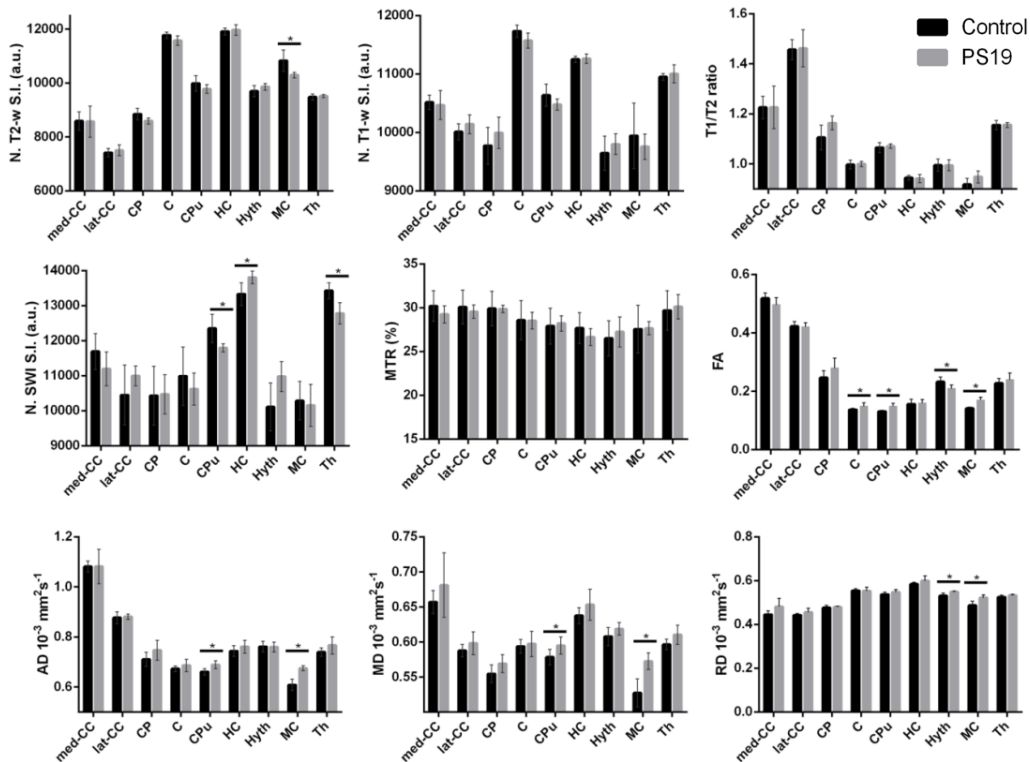 Control
PS19
N. T2-w S.I. (a.u.)
12000
10000
8000
6000
*
med-CC lat-CC CP C CPu HC Hyth MC Th
N. T1-w S.I. (a.u.)
12000
11000
10000
9000
med-CC lat-CC CP C CPu HC Hyth MC Th
T1/T2 ratio
1.6
1.4
1.2
1.0
med-CC lat-CC CP C CPu HC Hyth MC Th
N. SWI S.I. (a.u.)
14000
13000
12000
11000
10000
9000
* * *
med-CC lat-CC CP C CPu HC Hyth MC Th
MTR (%)
35
30
25
20
15
med-CC lat-CC CP C CPu HC Hyth MC Th
FA
0.6
0.4
0.2
0.0
* * * *
med-CC lat-CC CP C CPu HC Hyth MC Th
AD 10⁻³ mm²s⁻¹
1.2
1.0
0.8
0.6
* *
med-CC lat-CC CP C CPu HC Hyth MC Th
MD 10⁻³ mm²s⁻¹
0.75
0.70
0.65
0.60
0.55
* *
med-CC lat-CC CP C CPu HC Hyth MC Th
RD 10⁻³ mm²s⁻¹
0.8
0.6
0.4
0.2
0.0
* *
med-CC lat-CC CP C CPu HC Hyth MC Th